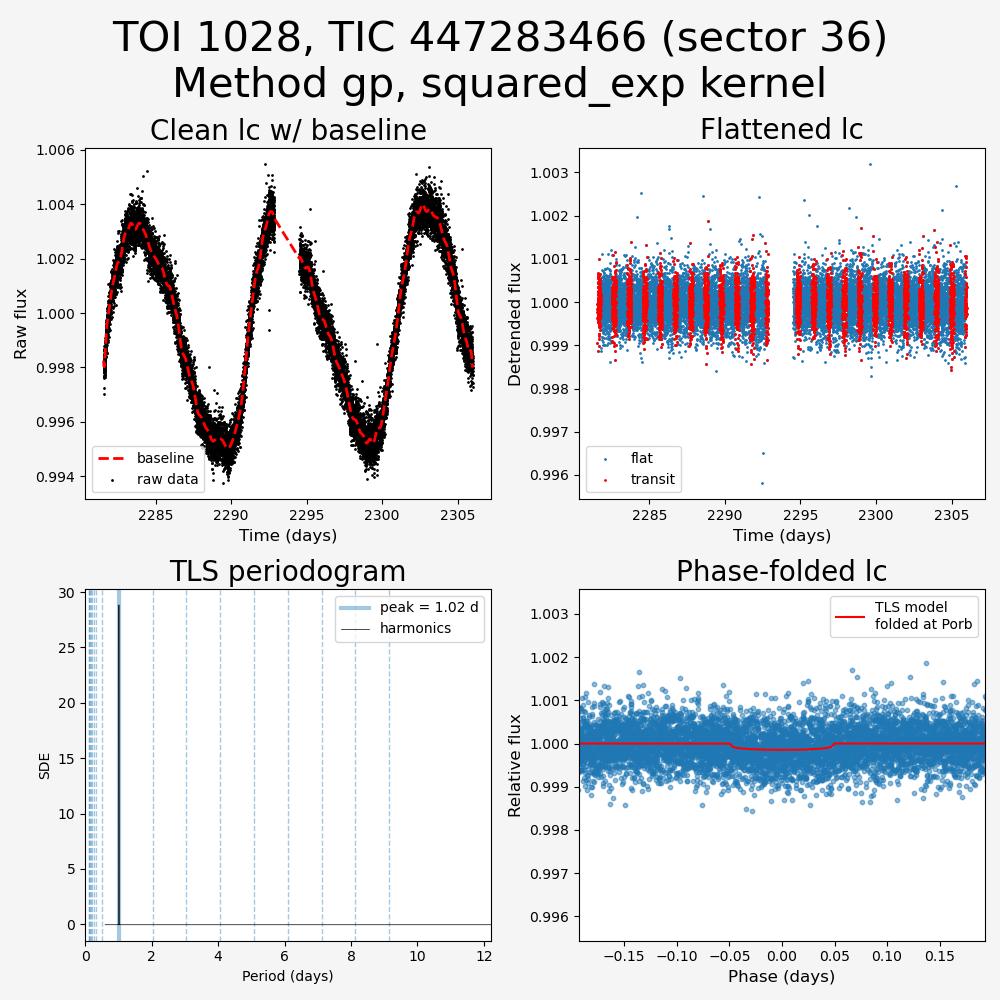 TOI 1028, TIC 447283466 (sector 36)
Method gp, squared_exp kernel
Clean lc w/ baseline
1.006
1.004
1.002
1.000
0.998
0.996
0.994
Raw flux
baseline
raw data
2285
2290
2295
2300
2305
Time (days)
Flattened lc
1.003
1.002
1.001
1.000
0.999
0.998
0.997
0.996
Detrended flux
flat
transit
2285
2290
2295
2300
2305
Time (days)
TLS periodogram
30
25
20
15
10
5
0
SDE
peak = 1.02 d
harmonics
0
2
4
6
8
10
12
Period (days)
Phase-folded lc
1.003
1.002
1.001
1.000
0.999
0.998
0.997
0.996
Relative flux
TLS model
folded at Porb
−0.15
−0.10
−0.05
0.00
0.05
0.10
0.15
Phase (days)